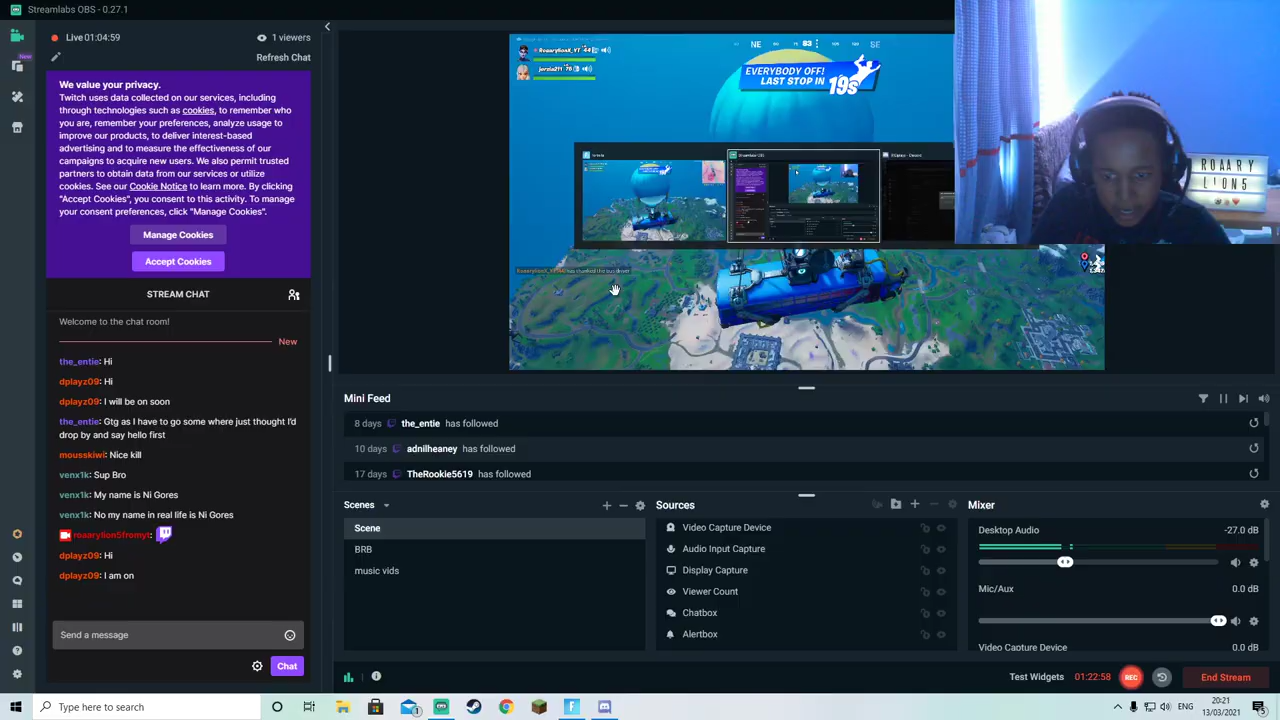 Streamlabs OBS - 0.27.1
Live 01:04:59
1 viewers
New
Refresh Chat
We value your privacy.
Twitch uses data collected on our services, including
through technologies such as cookies, to remember who
you are, remember your preferences, analyze usage to
improve our products, to deliver interest-based
advertising and to measure the effectiveness of our
campaigns to acquire new users. We also permit trusted
partners to obtain data from our services or utilize
cookies. See our Cookie Notice to learn more. By clicking
"Accept Cookies", you consent to this activity. To manage
your consent preferences, click "Manage Cookies".
Manage Cookies
Accept Cookies
STREAM CHAT
Welcome to the chat room!
New
the_entie: Hi
dplayz09: Hi
dplayz09: I will be on soon
the_entie: Gtg as I have to go some where just thought I'd
drop by and say hello first
mousskiwi: Nice kill
venx1k: Sup Bro
venx1k: My name is Ni Gores
venx1k: No my name in real life is Ni Gores
roaarylion5fromyt:
dplayz09: Hi
dplayz09: I am on
Send a message
Chat
NE
83
SE
EVERYBODY OFF!
LAST STOP IN
19S
Streamlabs OBS
ROAARY
LIONS
Mini Feed
8 days the_entie has followed
10 days adnilheaney has followed
17 days TheRookie5619 has followed
Scenes
Scene
BRB
music vids
Sources
Video Capture Device
Audio Input Capture
Display Capture
Viewer Count
Chatbox
Alertbox
Mixer
Desktop Audio
-27.0 dB
Mic/Aux
0.0 dB
Video Capture Device
0.0 dB
Test Widgets
01:22:58
REC
End Stream
Type here to search
ENG
20:21
13/03/2021